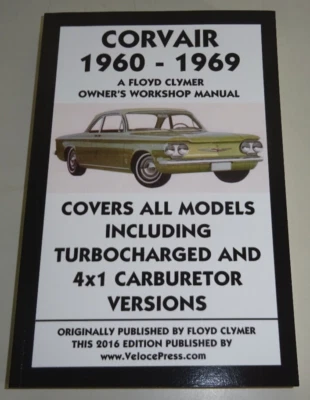 CORVAIR
1960 - 1969
A FLOYD CLYMER
OWNER'S WORKSHOP MANUAL
COVERS ALL MODELS
INCLUDING
TURBOCHARGED AND
4x1 CARBURETOR
VERSIONS
ORIGINALLY PUBLISHED BY FLOYD CLYMER
THIS 2016 EDITION PUBLISHED BY
www.VelocePress.com